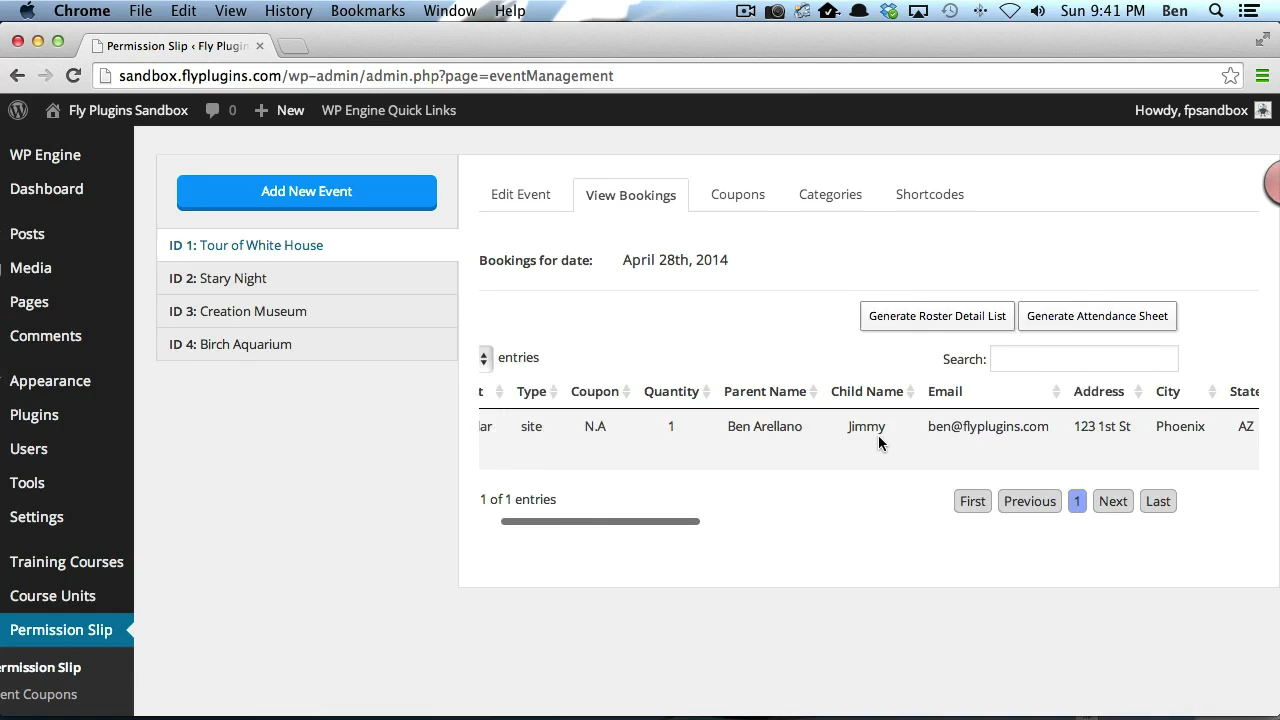 Chrome File Edit View History Bookmarks Window Help Sun 9:41 PM Ben
Permission Slip ‹ Fly Plugin
sandbox.flyplugins.com/wp-admin/admin.php?page=eventManagement
Fly Plugins Sandbox 0 New WP Engine Quick Links Howdy, fpsandbox
WP Engine
Dashboard
Posts
Media
Pages
Comments
Appearance
Plugins
Users
Tools
Settings
Training Courses
Course Units
Permission Slip
ermission Slip
ent Coupons
Add New Event
ID 1: Tour of White House
ID 2: Stary Night
ID 3: Creation Museum
ID 4: Birch Aquarium
Edit Event View Bookings Coupons Categories Shortcodes
Bookings for date: April 28th, 2014
Generate Roster Detail List Generate Attendance Sheet
entries Search:
t Type Coupon Quantity Parent Name Child Name Email Address City State
lar site N.A 1 Ben Arellano Jimmy ben@flyplugins.com 123 1st St Phoenix AZ
1 of 1 entries First Previous 1 Next Last